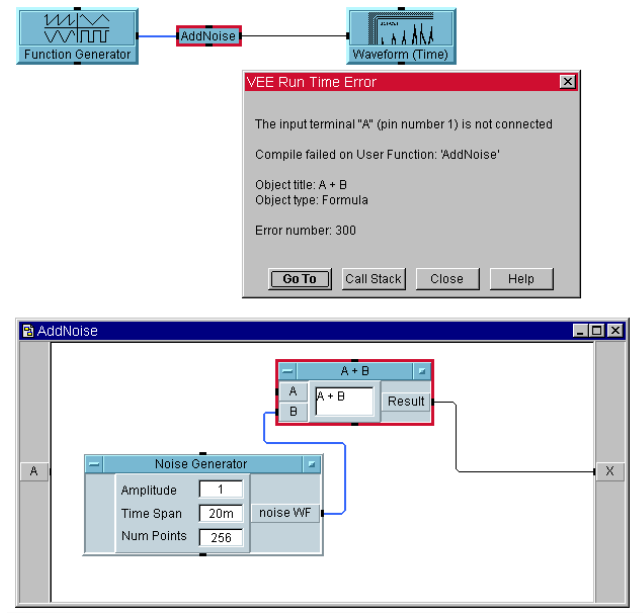 Function Generator
AddNoise
Waveform (Time)
VEE Run Time Error
The input terminal "A" (pin number 1) is not connected
Compile failed on User Function: 'AddNoise'
Object title: A + B
Object type: Formula
Error number: 300
Go To
Call Stack
Close
Help
AddNoise
A + B
A
A + B
Result
B
A
X
Noise Generator
Amplitude
1
Time Span
20m
noise WF
Num Points
256